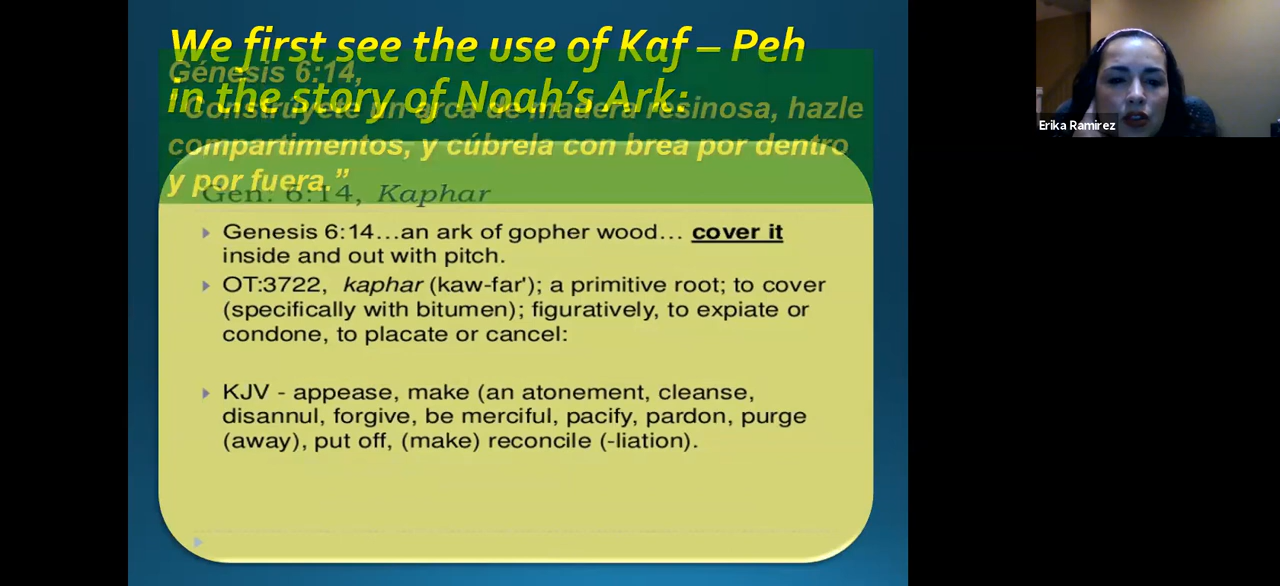 We first see the use of Kaf – Peh
in the story of Noah's Ark:
Génesis 6:14,
"Constrúyete un arca de madera resinosa, hazle
compartimentos, y cúbrela con brea por dentro
y por fuera."
Gen. 6:14, Kaphar
Genesis 6:14…an ark of gopher wood… cover it
inside and out with pitch.
OT:3722, kaphar (kaw-far'); a primitive root; to cover
(specifically with bitumen); figuratively, to expiate or
condone, to placate or cancel:
KJV - appease, make (an atonement, cleanse,
disannul, forgive, be merciful, pacify, pardon, purge
(away), put off, (make) reconcile (-liation).
Erika Ramirez